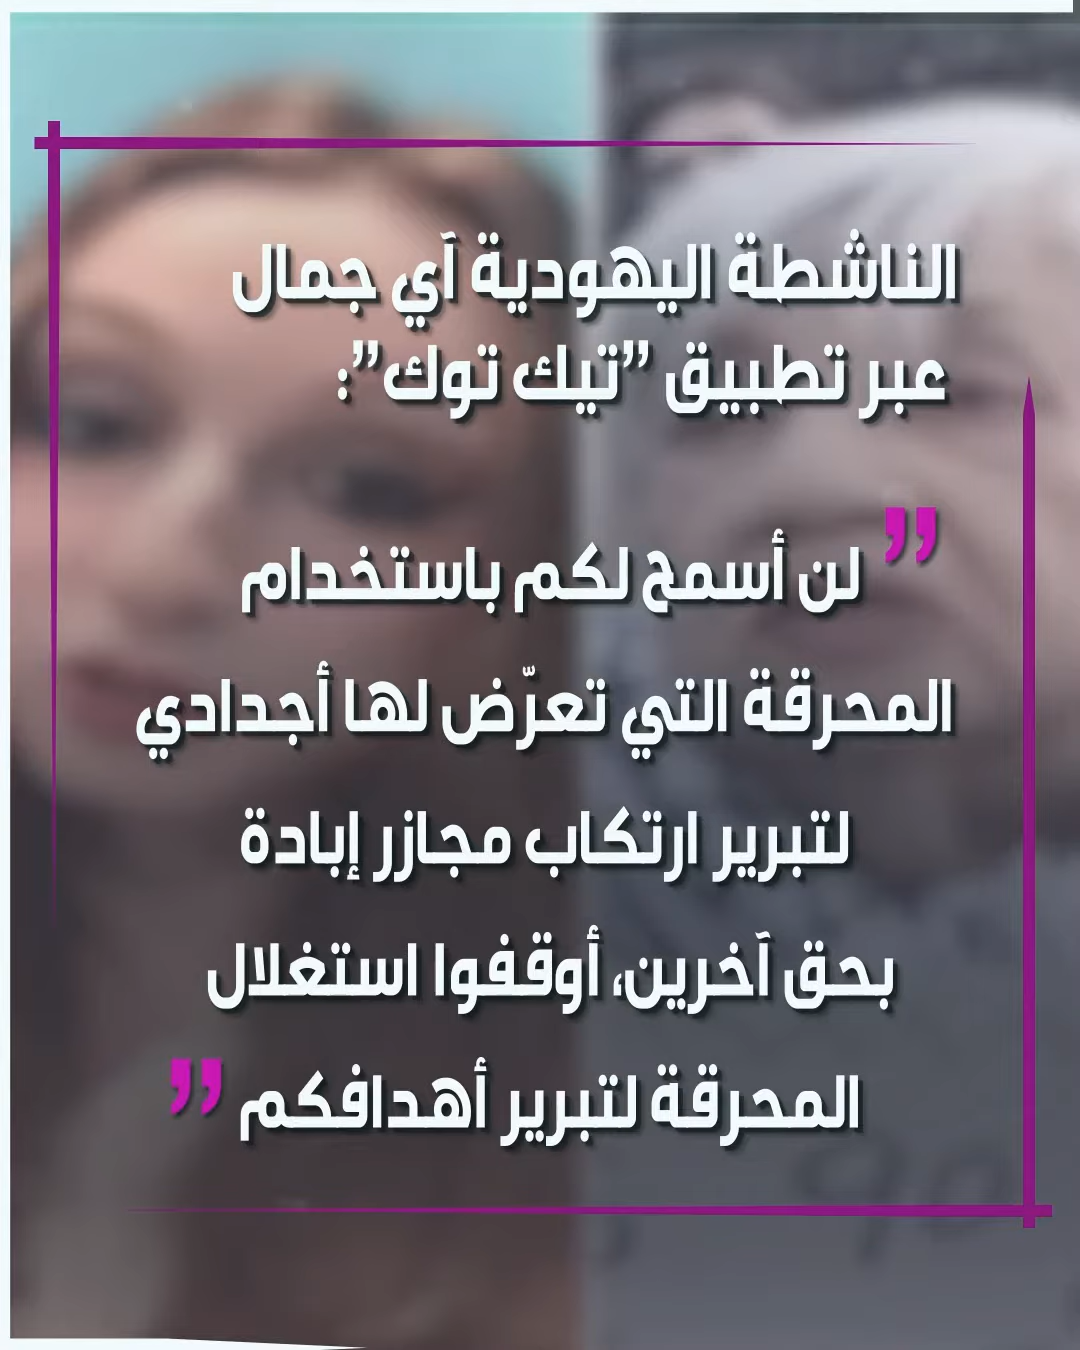 الناشطة اليهودية آي جمال
عبر تطبيق "تيك توك":
" لن أسمح لكم باستخدام
المحرقة التي تعرّض لها أجدادي
لتبرير ارتكاب مجازر إبادة
بحق آخرين، أوقفوا استغلال
المحرقة لتبرير أهدافكم "